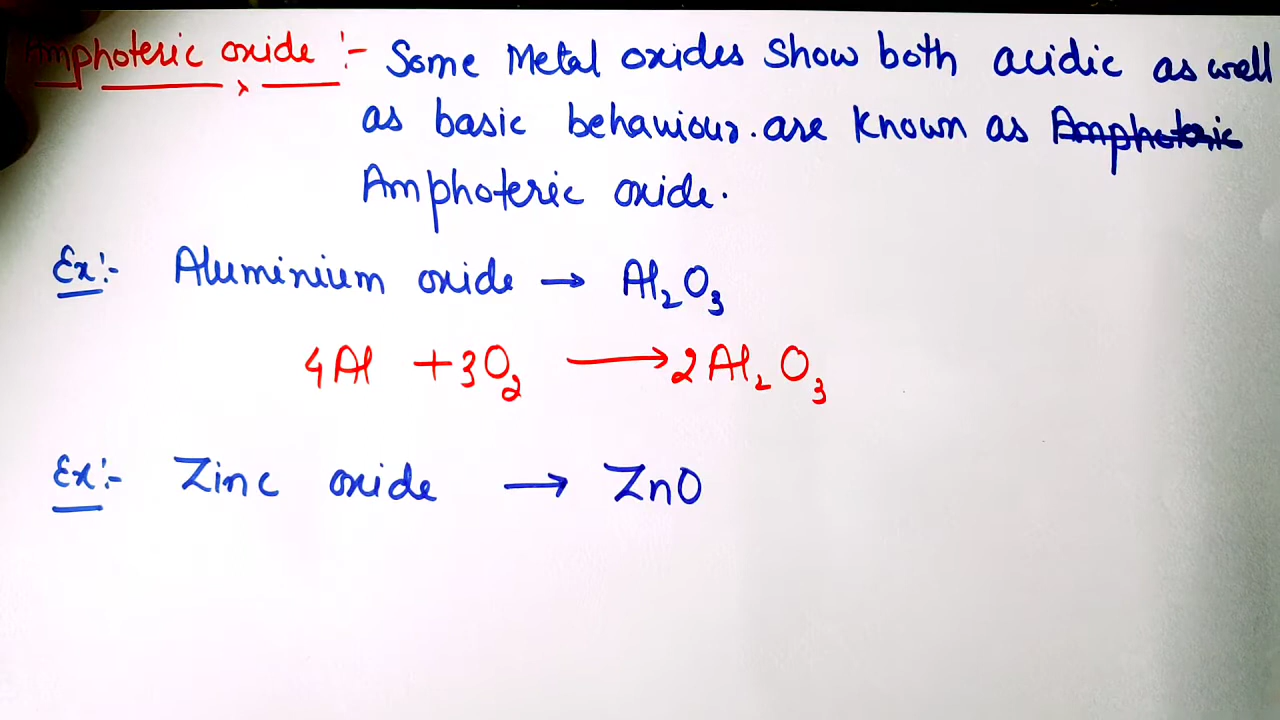 Amphoteric oxide :- Some Metal oxides show both acidic as well
as basic behaviour. are known as Amphoteric
Amphoteric oxide.
Ex:- Aluminium oxide → Al₂O₃
4Al + 3O₂ → 2Al₂O₃
Ex:- Zinc oxide → ZnO